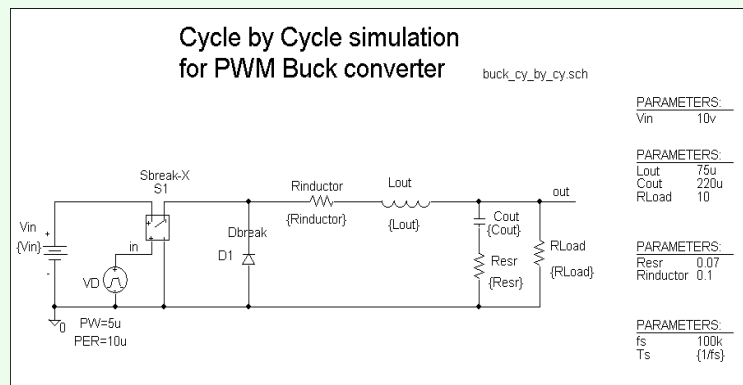 Cycle by Cycle simulation
for PWM Buck converter
buck_cy_by_cy.sch
PARAMETERS:
Vin 10v
PARAMETERS:
Lout 75u
Cout 220u
RLoad 10
PARAMETERS:
Resr 0.07
Rinductor 0.1
PARAMETERS:
fs 100k
Ts {1/fs}
Sbreak-X
S1
Rinductor
{Rinductor}
Lout
{Lout}
out
Vin
{Vin}
+
-
in
VD
PW=5u
PER=10u
0
Dbreak
D1
Cout
{Cout}
Resr
{Resr}
RLoad
{RLoad}